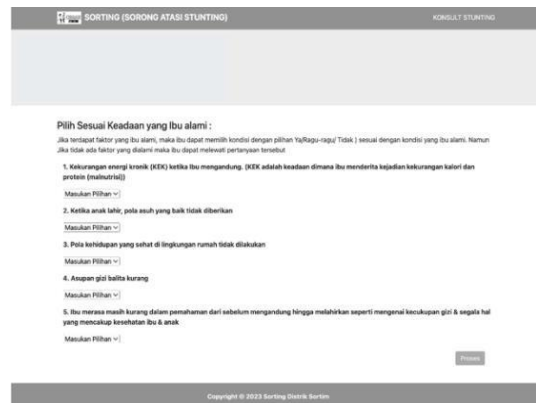 SORTING (SORONG ATASI STUNTING)
KONSULT STUNTING
Pilih Sesuai Keadaan yang Ibu alami :
Jika terdapat faktor yang ibu alami, maka ibu dapat memilih kondisi dengan pilihan Ya/Ragu-ragu/ Tidak ) sesuai dengan kondisi yang ibu alami. Namun
Jika tidak ada faktor yang dialami maka ibu dapat melewati pertanyaan tersebut
1. Kekurangan energi kronik (KEK) ketika Ibu mengandung. (KEK adalah keadaan dimana ibu menderita kejadian kekurangan kalori dan
protein (malnutrisi))
Masukan Pilihan
2. Ketika anak lahir, pola asuh yang baik tidak diberikan
Masukan Pilihan
3. Pola kehidupan yang sehat di lingkungan rumah tidak dilakukan
Masukan Pilihan
4. Asupan gizi balita kurang
Masukan Pilihan
5. Ibu merasa masih kurang dalam pemahaman dari sebelum mengandung hingga melahirkan seperti mengenai kecukupan gizi & segala hal
yang mencakup kesehatan ibu & anak
Masukan Pilihan
Proses
Copyright © 2023 Sorting Distrik Sortim